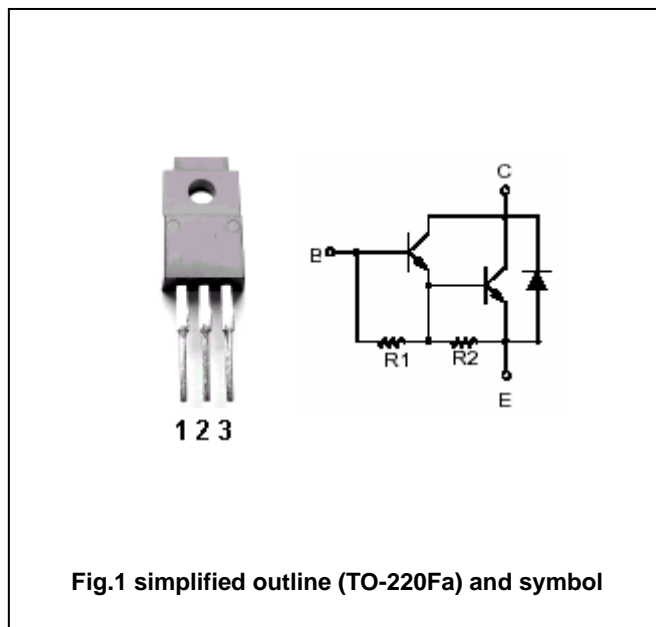 C
B
R1
R2
E
1 2 3
Fig.1 simplified outline (TO-220Fa) and symbol